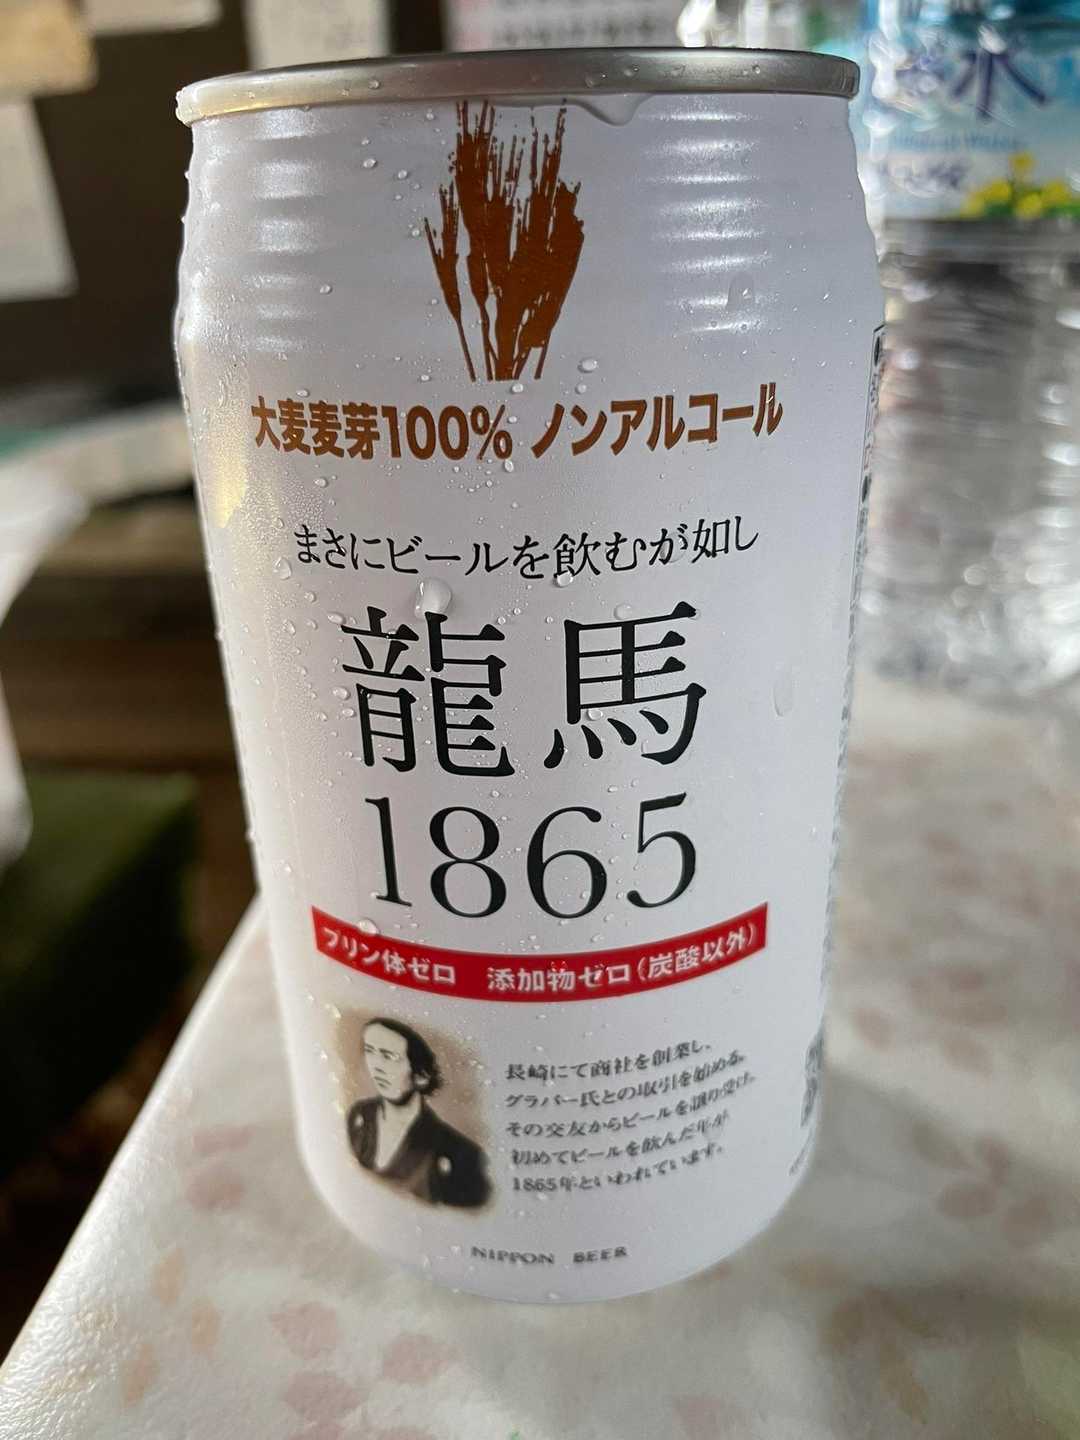 大麦麦芽100% ノンアルコール
まさにビールを飲むが如し
龍馬
1865
プリン体ゼロ 添加物ゼロ(炭酸以外)
長崎にて商社を創業し、
グラバー氏との取引を始める。
その交友からビールを譲り受け、
初めてビールを飲んだ年が
1865年といわれています。
NIPPON BEER
水